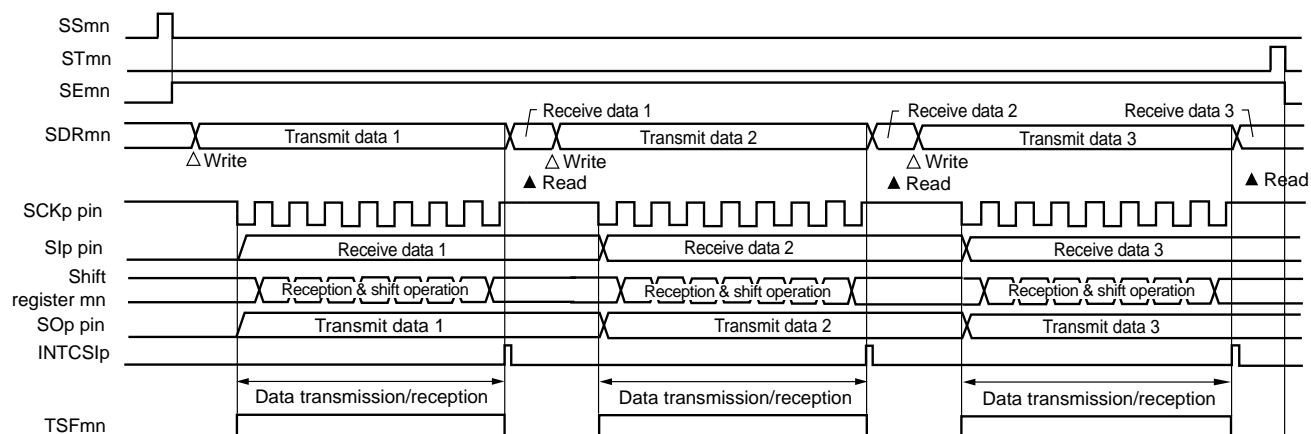 SSmn
STmn
SEmn
Receive data 1 Receive data 2 Receive data 3
SDRmn Transmit data 1 Transmit data 2 Transmit data 3
△ Write △ Write △ Write
▲ Read ▲ Read ▲ Read
SCKp pin
SIp pin Receive data 1 Receive data 2 Receive data 3
Shift
register mn Reception & shift operation Reception & shift operation Reception & shift operation
SOp pin Transmit data 1 Transmit data 2 Transmit data 3
INTCSIp
Data transmission/reception Data transmission/reception Data transmission/reception
TSFmn